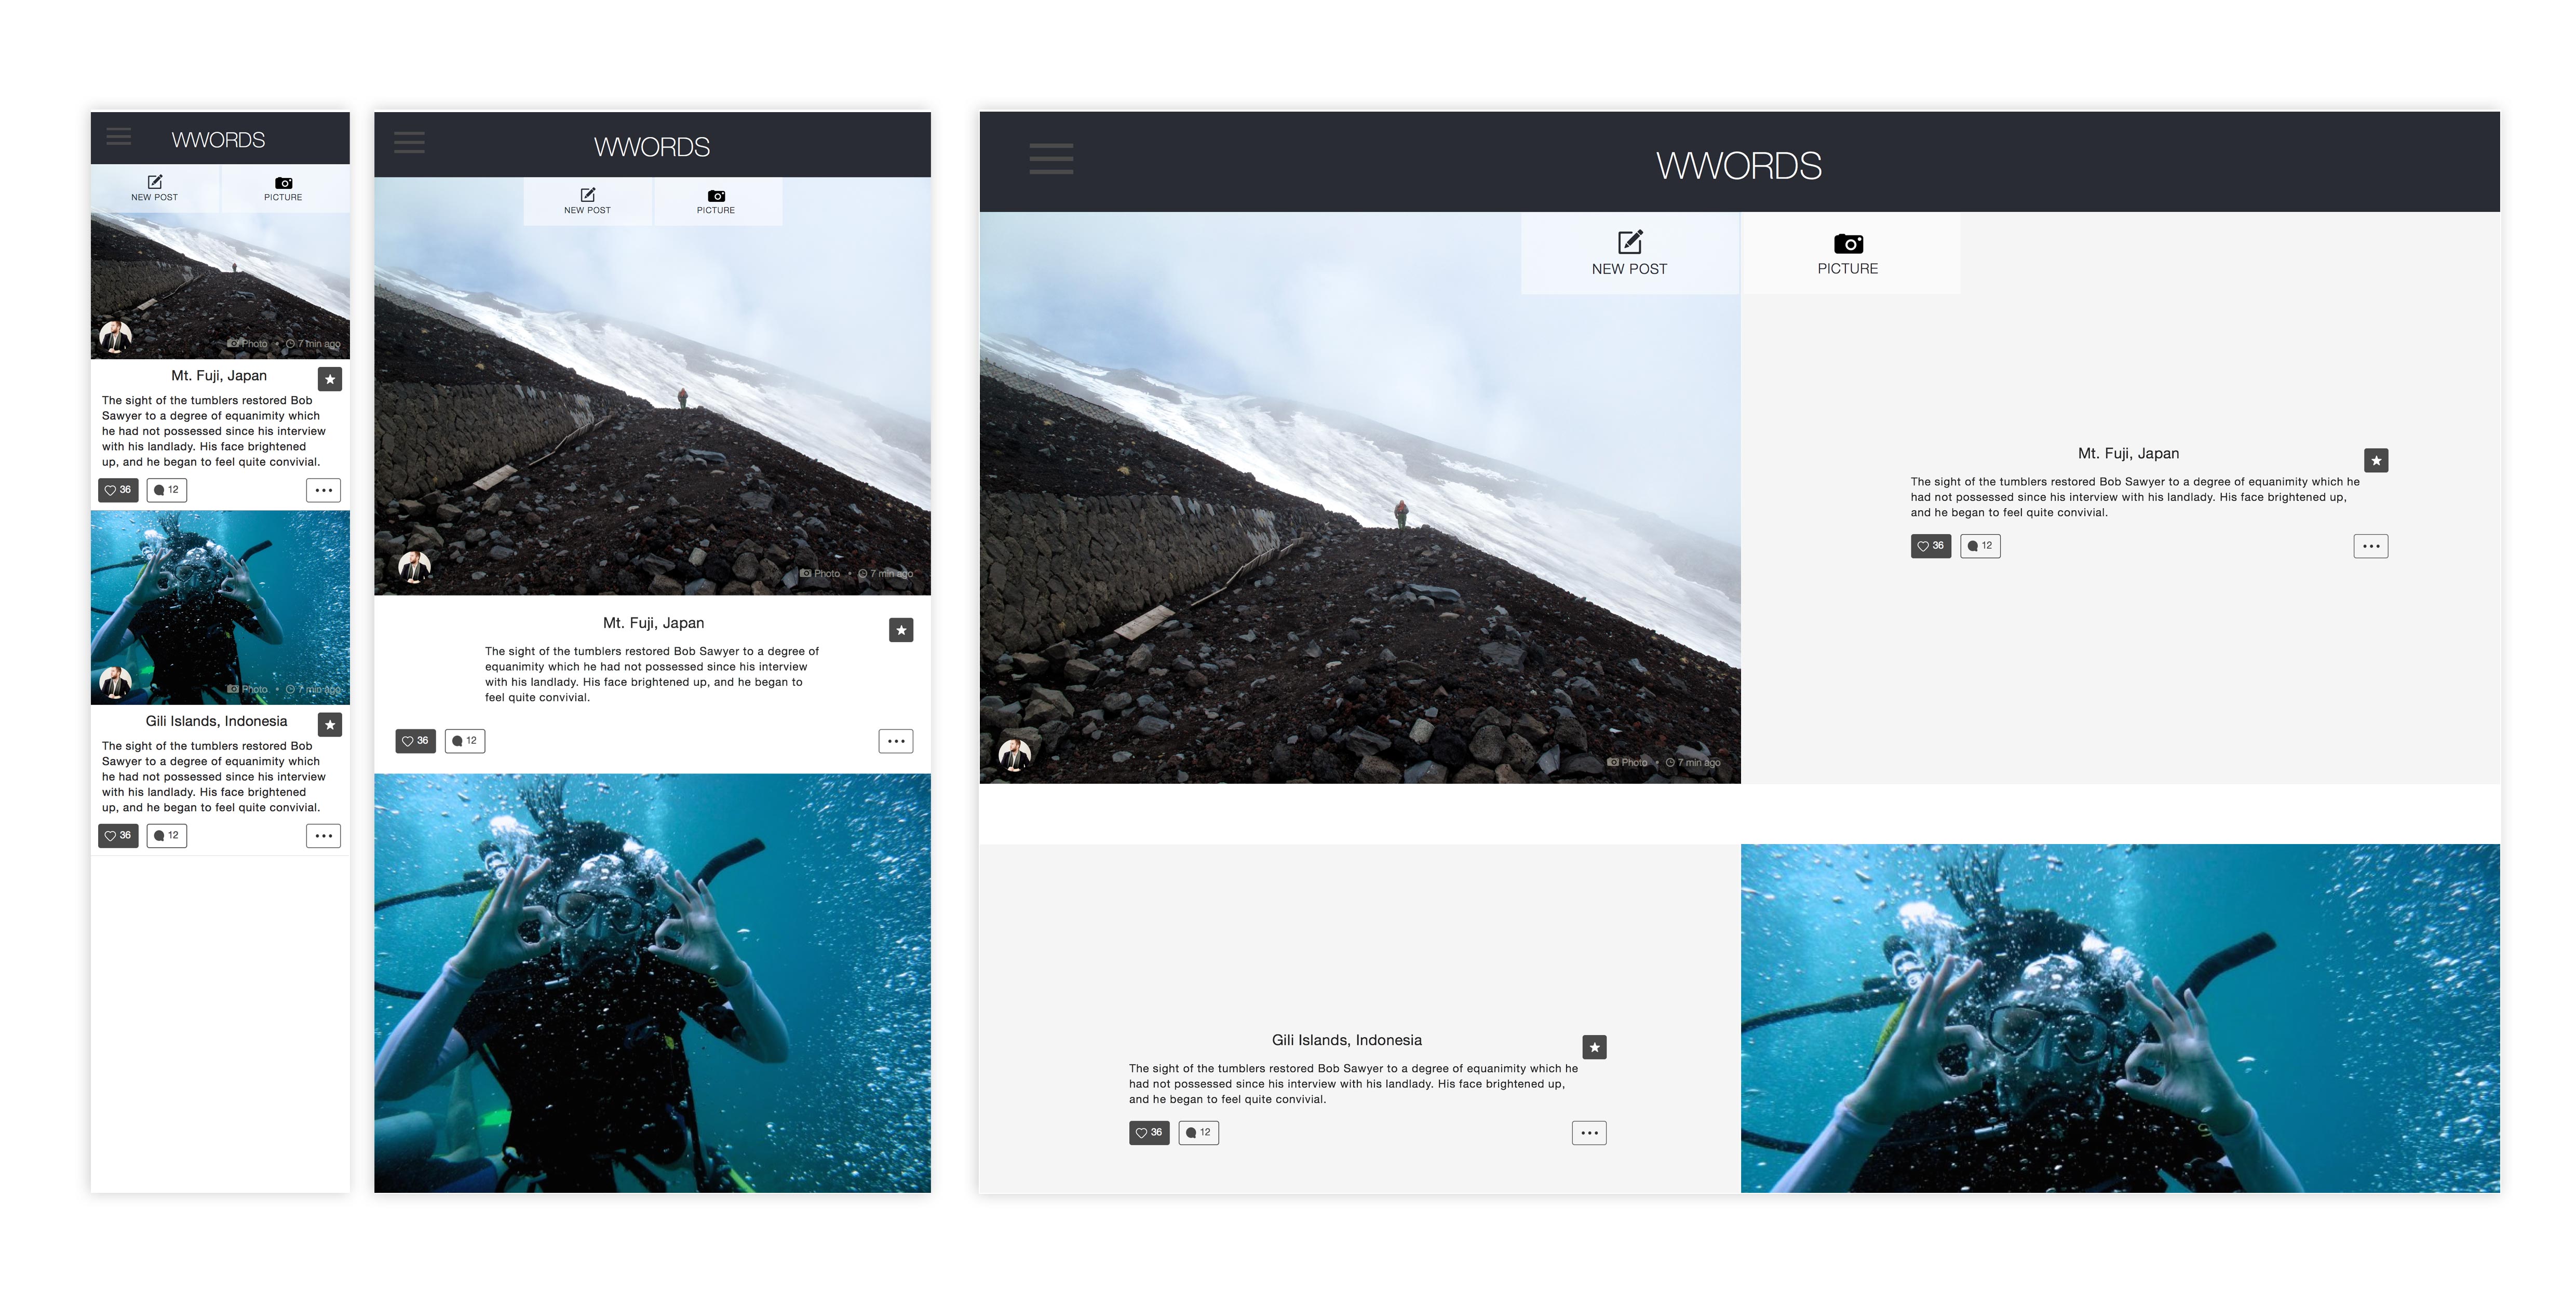 WWORDS
NEW POST
PICTURE
Photo • 7 min ago
Mt. Fuji, Japan
The sight of the tumblers restored Bob
Sawyer to a degree of equanimity which
he had not possessed since his interview
with his landlady. His face brightened
up, and he began to feel quite convivial.
36
12
Photo • 7 min ago
Gili Islands, Indonesia
The sight of the tumblers restored Bob
Sawyer to a degree of equanimity which
he had not possessed since his interview
with his landlady. His face brightened
up, and he began to feel quite convivial.
36
12
WWORDS
NEW POST
PICTURE
Photo • 7 min ago
Mt. Fuji, Japan
The sight of the tumblers restored Bob Sawyer to a degree of
equanimity which he had not possessed since his interview
with his landlady. His face brightened up, and he began to
feel quite convivial.
36
12
WWORDS
NEW POST
PICTURE
Photo • 7 min ago
Mt. Fuji, Japan
The sight of the tumblers restored Bob Sawyer to a degree of equanimity which he
had not possessed since his interview with his landlady. His face brightened up,
and he began to feel quite convivial.
36
12
Gili Islands, Indonesia
The sight of the tumblers restored Bob Sawyer to a degree of equanimity which he
had not possessed since his interview with his landlady. His face brightened up,
and he began to feel quite convivial.
36
12